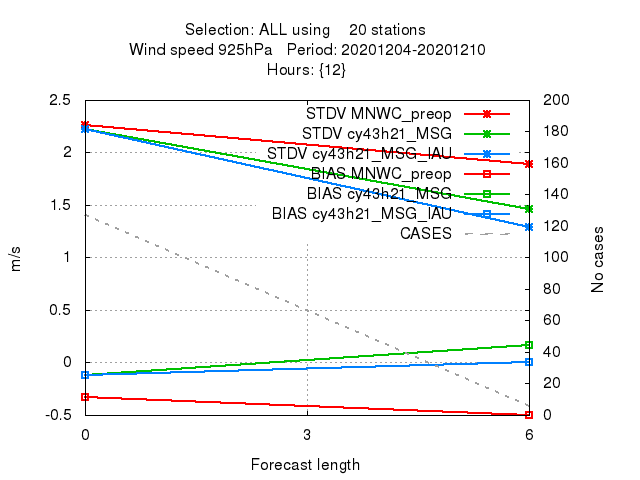 Selection: ALL using 20 stations
Wind speed 925hPa Period: 20201204-20201210
Hours: {12}
2.5
2
1.5
1
0.5
0
-0.5
200
180
160
140
120
100
80
60
40
20
0
STDV MNWC_preop
STDV cy43h21_MSG
STDV cy43h21_MSG_IAU
BIAS MNWC_preop
BIAS cy43h21_MSG
BIAS cy43h21_MSG_IAU
CASES
m/s
No cases
0 3 6
Forecast length